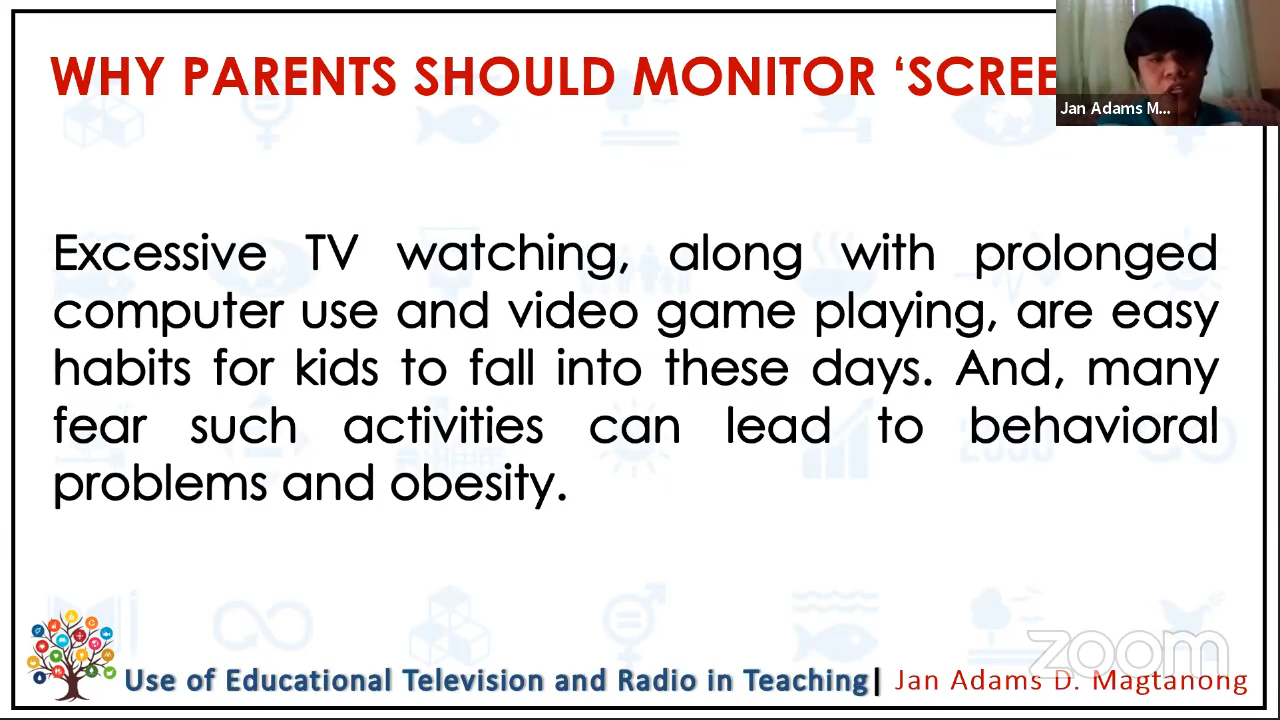 WHY PARENTS SHOULD MONITOR ‘SCREE
Jan Adams M...
Excessive TV watching, along with prolonged
computer use and video game playing, are easy
habits for kids to fall into these days. And, many
fear such activities can lead to behavioral
problems and obesity.
zoom
Use of Educational Television and Radio in Teaching| Jan Adams D. Magtanong